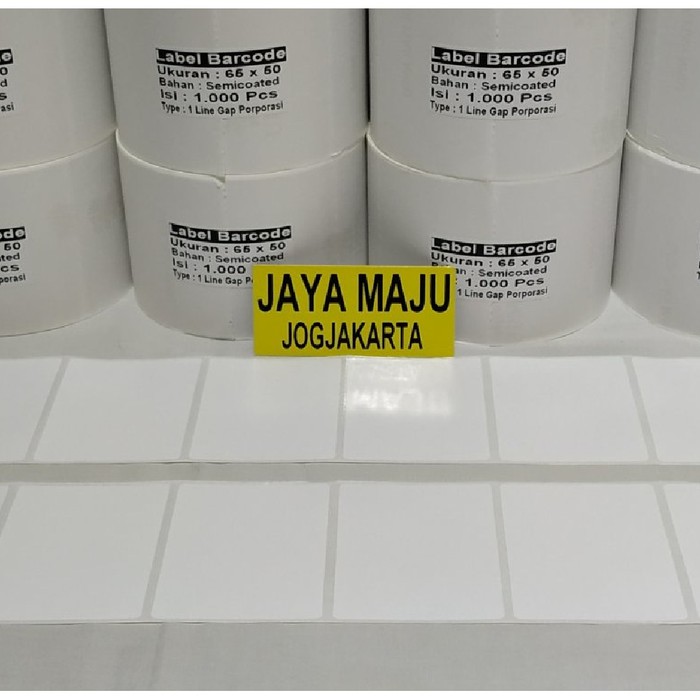 Label Barcode
Ukuran : 65 x 50
Bahan : Semicoated
Isi : 1.000 Pcs
Type : 1 Line Gap Porporasi
Label Barcode
Ukuran : 65 x 50
Bahan : Semicoated
Isi : 1.000 Pcs
Type : 1 Line Gap Porporasi
Label Barcode
Ukuran : 65 x 50
Bahan : Semicoated
Isi : 1.000
Type : 1 Line Gap
Label Barcode
Ukuran : 65 x 50
: Semicoated
: 1.000 Pcs
1 Line Gap Porporasi
JAYA MAJU
JOGJAKARTA